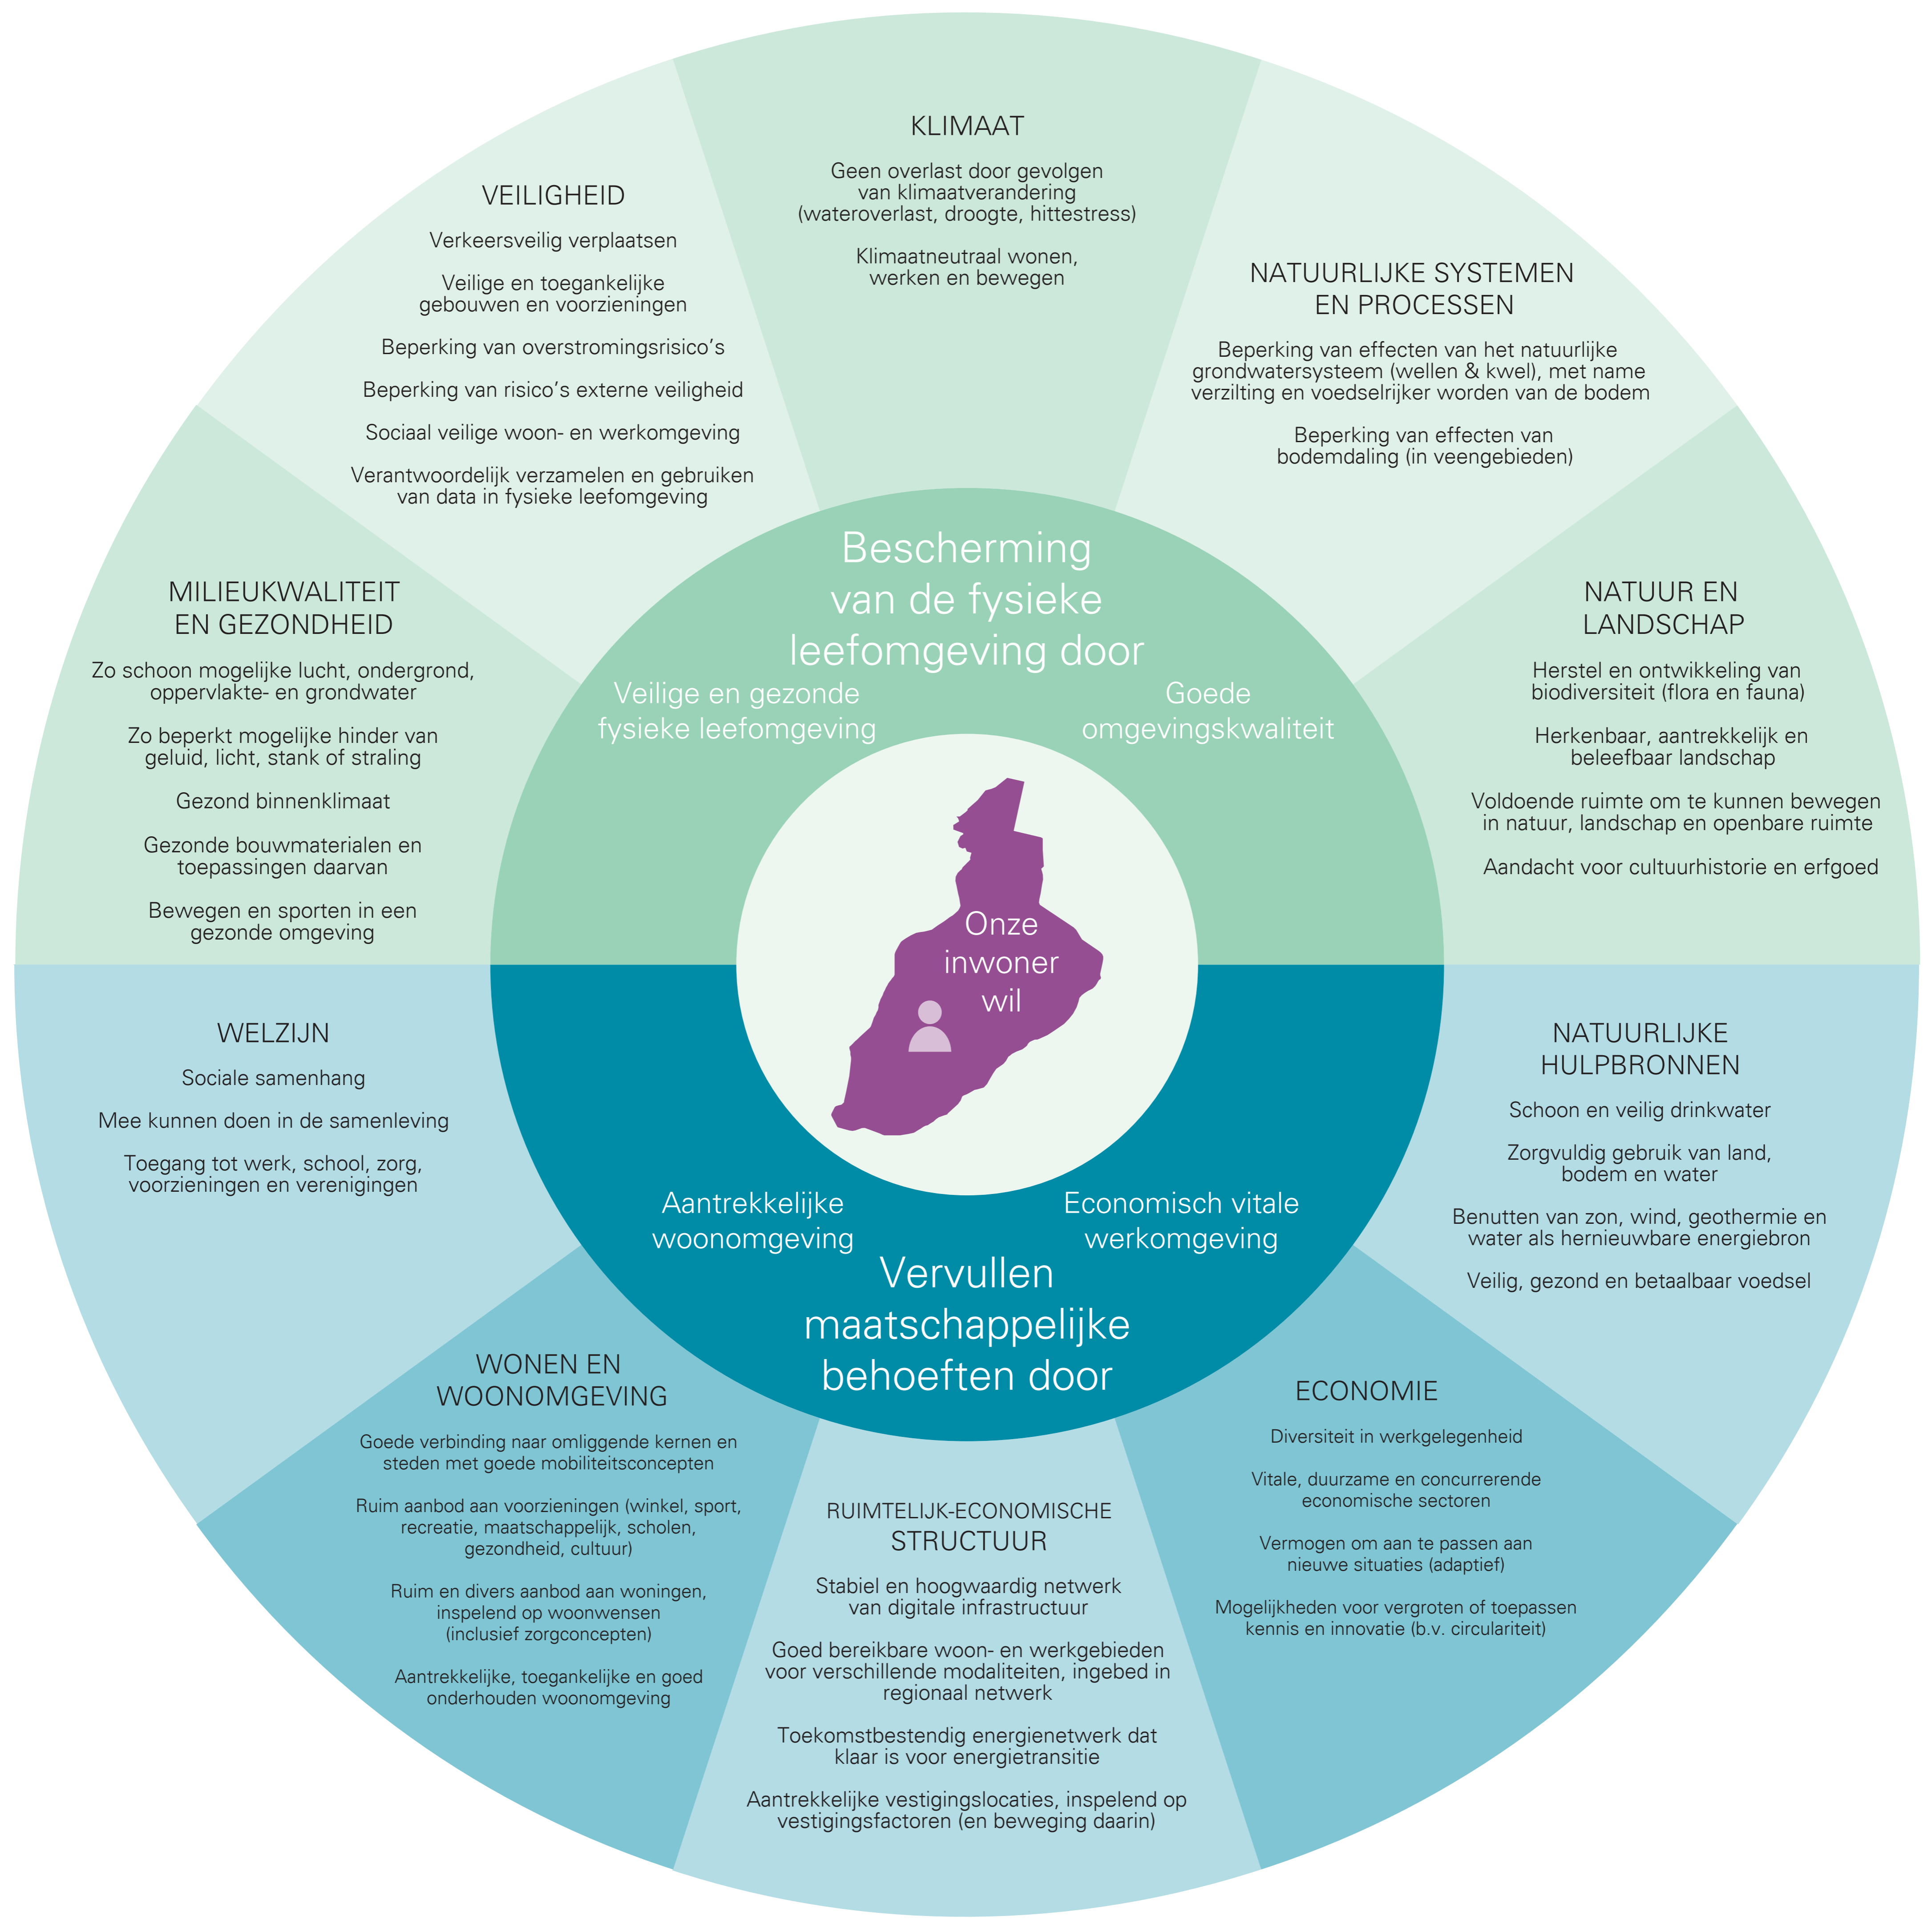 KLIMAAT
Geen overlast door gevolgen
van klimaatverandering
(wateroverlast, droogte, hittestress)
Klimaatneutraal wonen,
werken en bewegen
NATUURLIJKE SYSTEMEN
EN PROCESSEN
Beperking van effecten van het natuurlijke
grondwatersysteem (wellen & kwel), met name
verzilting en voedselrijker worden van de bodem
Beperking van effecten van
bodemdaling (in veengebieden)
NATUUR EN
LANDSCHAP
Herstel en ontwikkeling van
biodiversiteit (flora en fauna)
Herkenbaar, aantrekkelijk en
beleefbaar landschap
Voldoende ruimte om te kunnen bewegen
in natuur, landschap en openbare ruimte
Aandacht voor cultuurhistorie en erfgoed
NATUURLIJKE
HULPBRONNEN
Schoon en veilig drinkwater
Zorgvuldig gebruik van land,
bodem en water
Benutten van zon, wind, geothermie en
water als hernieuwbare energiebron
Veilig, gezond en betaalbaar voedsel
ECONOMIE
Diversiteit in werkgelegenheid
Vitale, duurzame en concurrerende
economische sectoren
Vermogen om aan te passen aan
nieuwe situaties (adaptief)
Mogelijkheden voor vergroten of toepassen
kennis en innovatie (b.v. circulariteit)
RUIMTELIJK-ECONOMISCHE
STRUCTUUR
Stabiel en hoogwaardig netwerk
van digitale infrastructuur
Goed bereikbare woon- en werkgebieden
voor verschillende modaliteiten, ingebed in
regionaal netwerk
Toekomstbestendig energienetwerk dat
klaar is voor energietransitie
Aantrekkelijke vestigingslocaties, inspelend op
vestigingsfactoren (en beweging daarin)
WONEN EN
WOONOMGEVING
Goede verbinding naar omliggende kernen en
steden met goede mobiliteitsconcepten
Ruim aanbod aan voorzieningen (winkel, sport,
recreatie, maatschappelijk, scholen,
gezondheid, cultuur)
Ruim en divers aanbod aan woningen,
inspelend op woonwensen
(inclusief zorgconcepten)
Aantrekkelijke, toegankelijke en goed
onderhouden woonomgeving
WELZIJN
Sociale samenhang
Mee kunnen doen in de samenleving
Toegang tot werk, school, zorg,
voorzieningen en verenigingen
MILIEUKWALITEIT
EN GEZONDHEID
Zo schoon mogelijke lucht, ondergrond,
oppervlakte- en grondwater
Zo beperkt mogelijke hinder van
geluid, licht, stank of straling
Gezond binnenklimaat
Gezonde bouwmaterialen en
toepassingen daarvan
Bewegen en sporten in een
gezonde omgeving
VEILIGHEID
Verkeersveilig verplaatsen
Veilige en toegankelijke
gebouwen en voorzieningen
Beperking van overstromingsrisico's
Beperking van risico's externe veiligheid
Sociaal veilige woon- en werkomgeving
Verantwoordelijk verzamelen en gebruiken
van data in fysieke leefomgeving
Bescherming
van de fysieke
leefomgeving door
Veilige en gezonde
fysieke leefomgeving
Goede
omgevingskwaliteit
Onze
inwoner
wil
Aantrekkelijke
woonomgeving
Economisch vitale
werkomgeving
Vervullen
maatschappelijke
behoeften door